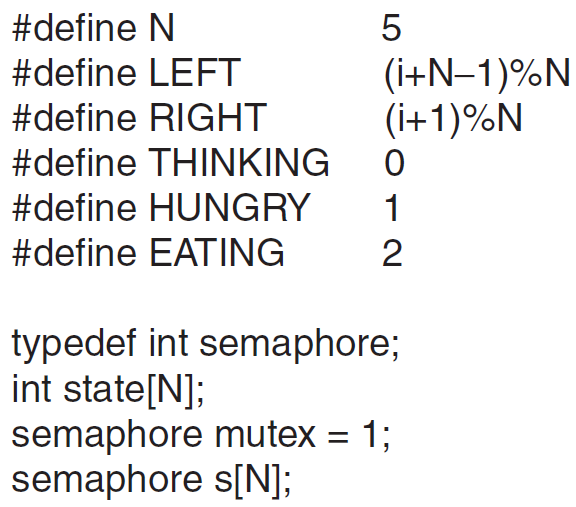 #define N 5
#define LEFT (i+N−1)%N
#define RIGHT (i+1)%N
#define THINKING 0
#define HUNGRY 1
#define EATING 2
typedef int semaphore;
int state[N];
semaphore mutex = 1;
semaphore s[N];